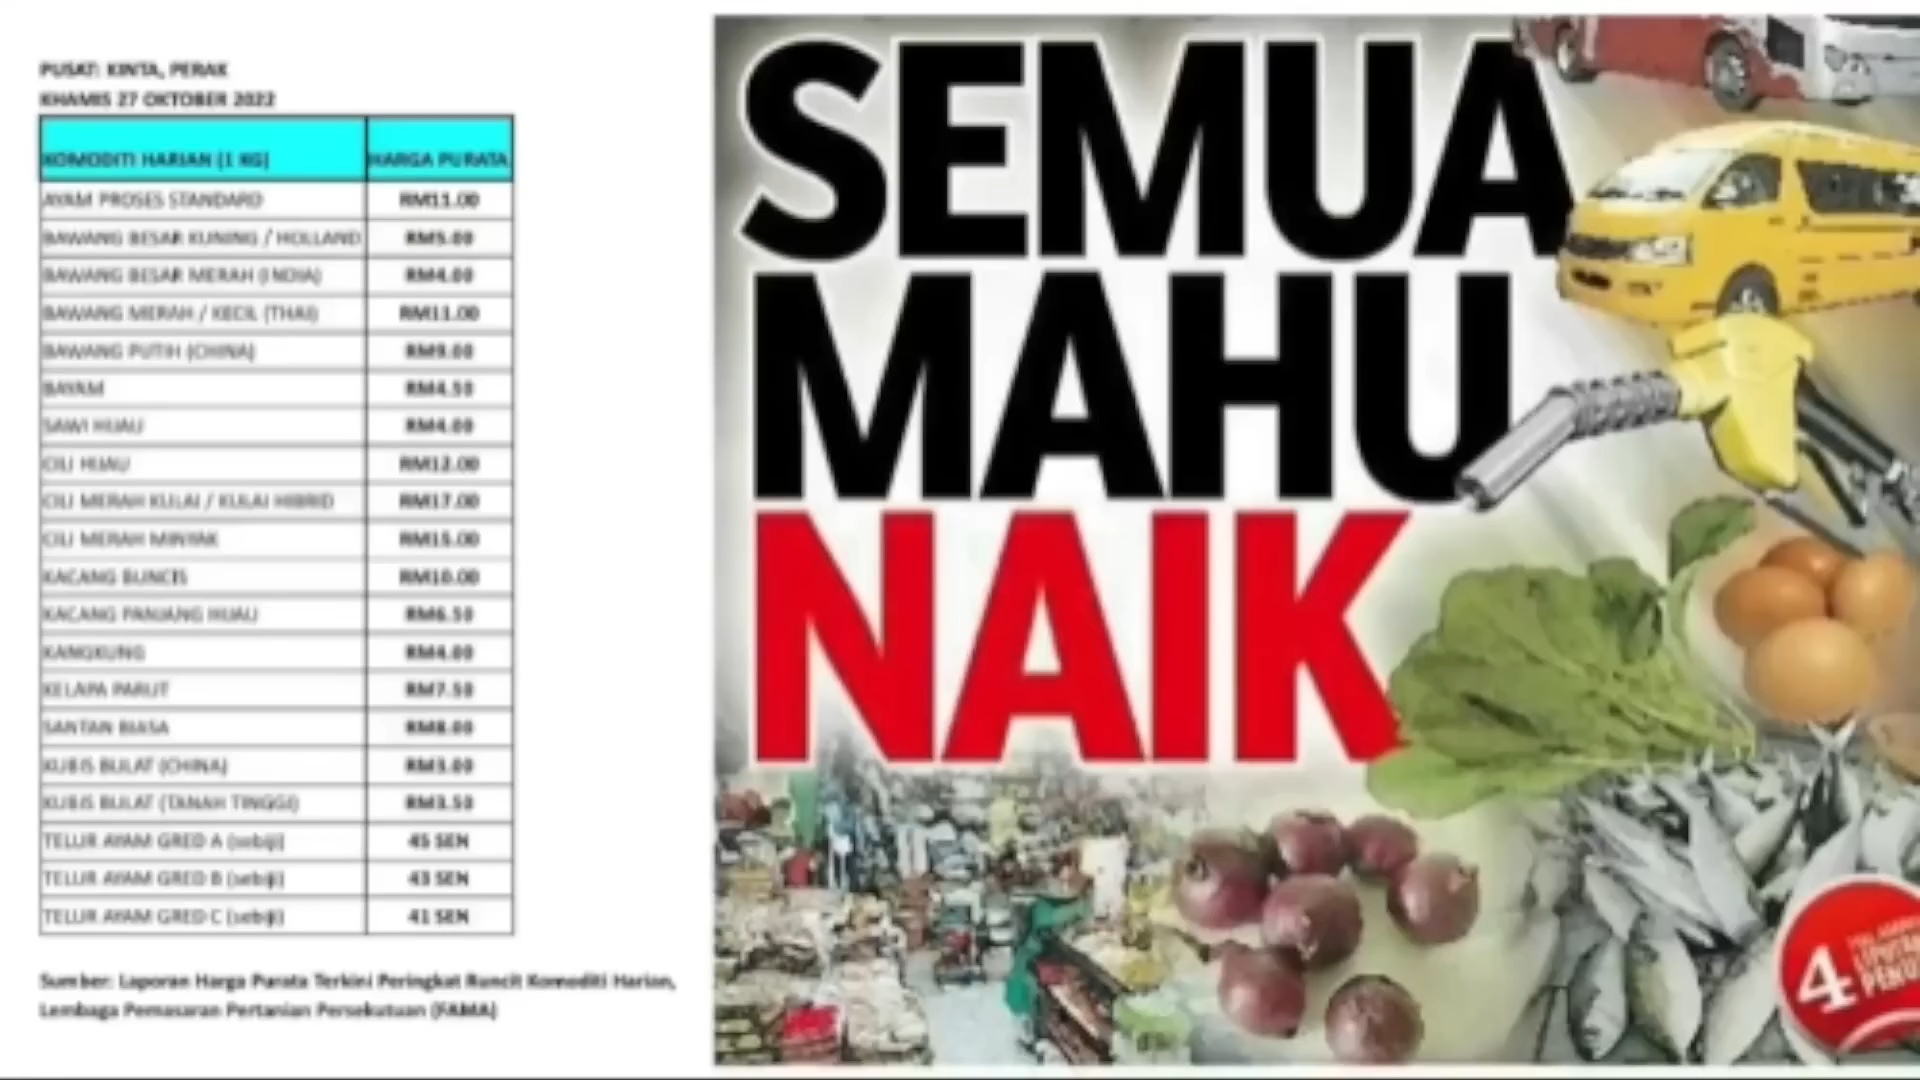 PUSAT: KINTA, PERAK
KHAMIS 27 OKTOBER 2022
KOMODITI HARIAN (1 KG) HARGA PURATA
AYAM PROSES STANDARD RM11.00
BAWANG BESAR KUNING / HOLLAND RM5.00
BAWANG BESAR MERAH (INDIA) RM4.00
BAWANG MERAH / KECIL (THAI) RM11.00
BAWANG PUTIH (CHINA) RM9.00
BAYAM RM4.50
SAWI HIJAU RM4.00
CILI HIJAU RM12.00
CILI MERAH KULAI / KULAI HIBRID RM17.00
CILI MERAH MINYAK RM15.00
KACANG BUNCIS RM10.00
KACANG PANJANG HIJAU RM6.50
KANGKUNG RM4.00
KELAPA PARUT RM7.50
SANTAN BIASA RM8.00
KUBIS BULAT (CHINA) RM3.00
KUBIS BULAT (TANAH TINGGI) RM3.50
TELUR AYAM GRED A (sebiji) 45 SEN
TELUR AYAM GRED B (sebiji) 43 SEN
TELUR AYAM GRED C (sebiji) 41 SEN
Sumber: Laporan Harga Purata Terkini Peringkat Runcit Komoditi Harian,
Lembaga Pemasaran Pertanian Persekutuan (FAMA)
SEMUA
MAHU
NAIK
4